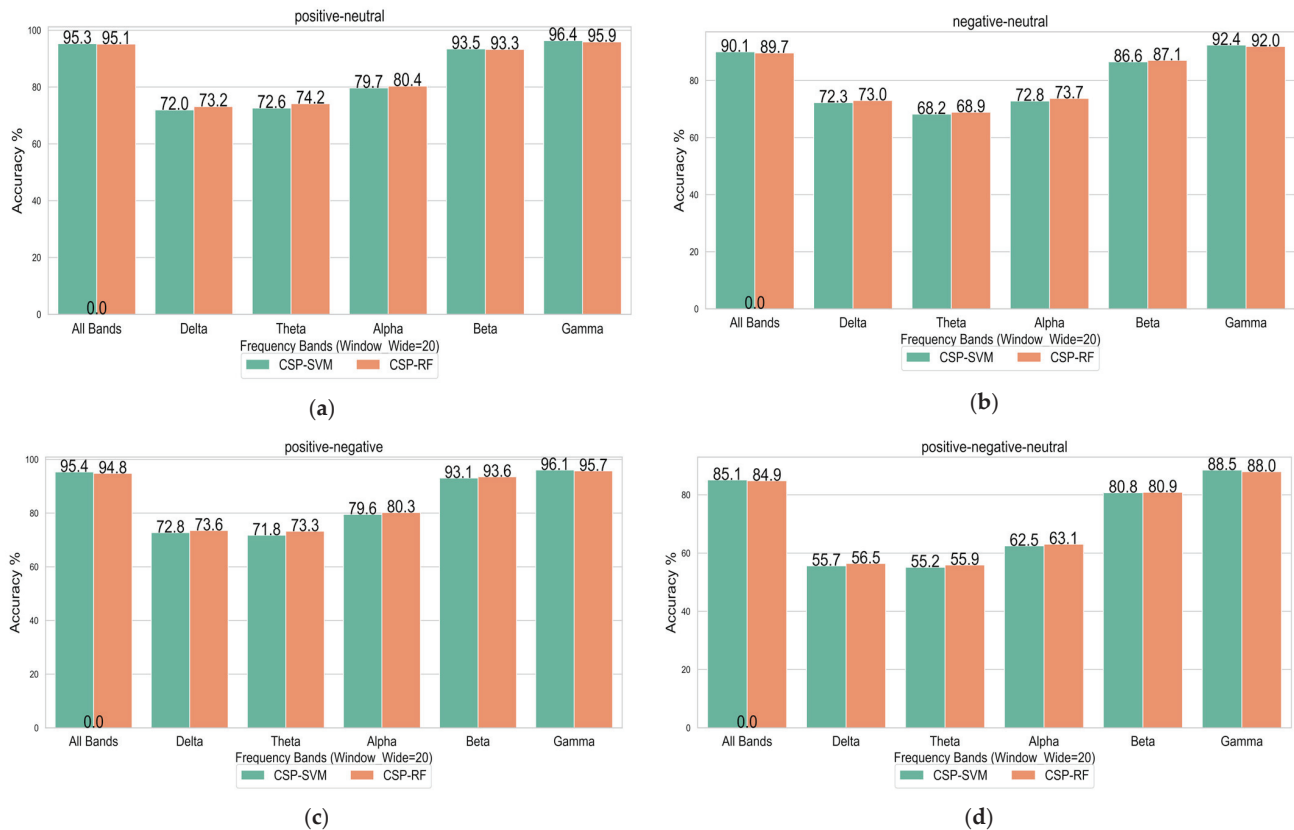 positive-neutral
100
80
60
40
20
0
Accuracy %
95.3 95.1
72.0 73.2
72.6 74.2
79.7 80.4
93.5 93.3
96.4 95.9
0.0
All Bands Delta Theta Alpha Beta Gamma
Frequency Bands (Window_Wide=20)
CSP-SVM CSP-RF
(a)
negative-neutral
80
60
40
20
0
Accuracy %
90.1 89.7
72.3 73.0
68.2 68.9
72.8 73.7
86.6 87.1
92.4 92.0
0.0
All Bands Delta Theta Alpha Beta Gamma
Frequency Bands (Window_Wide=20)
CSP-SVM CSP-RF
(b)
positive-negative
100
80
60
40
20
0
Accuracy %
95.4 94.8
72.8 73.6
71.8 73.3
79.6 80.3
93.1 93.6
96.1 95.7
0.0
All Bands Delta Theta Alpha Beta Gamma
Frequency Bands (Window_Wide=20)
CSP-SVM CSP-RF
(c)
positive-negative-neutral
80
60
40
20
0
Accuracy %
85.1 84.9
55.7 56.5
55.2 55.9
62.5 63.1
80.8 80.9
88.5 88.0
0.0
All Bands Delta Theta Alpha Beta Gamma
Frequency Bands (Window_Wide=20)
CSP-SVM CSP-RF
(d)